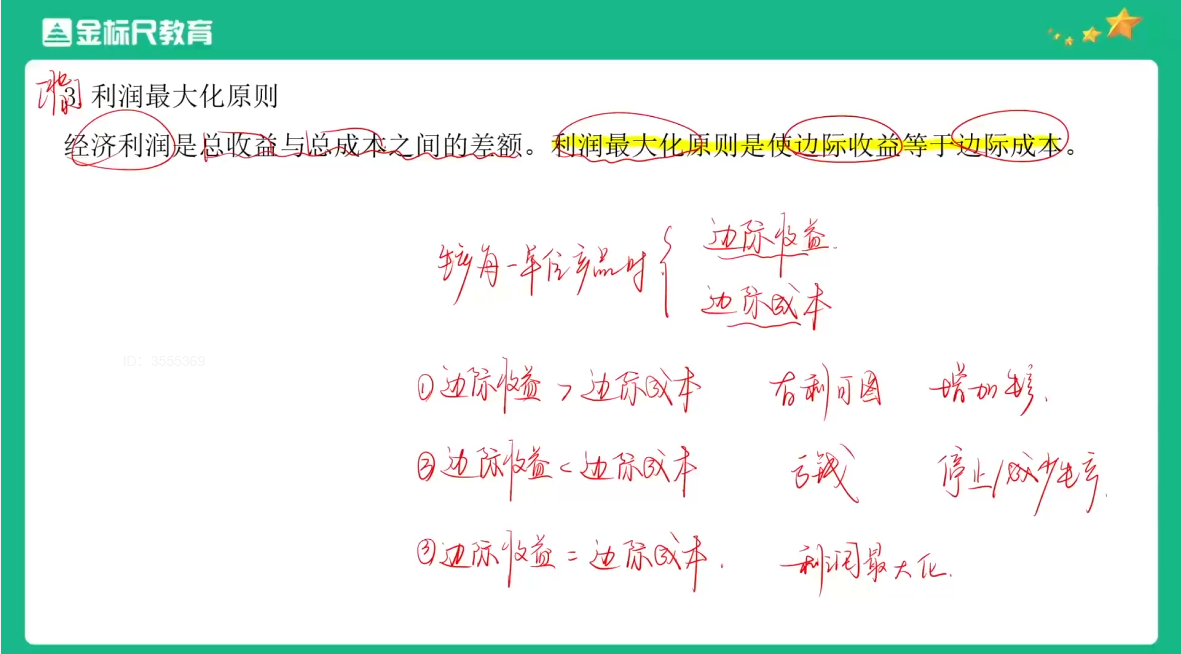 金标尺教育
3. 利润最大化原则
经济利润是总收益与总成本之间的差额。利润最大化原则是使边际收益等于边际成本。
边际收益.
生产每一单位产品时{
边际成本
ID: 3555369
①边际收益 > 边际成本 有利可图 增加生产.
②边际收益 < 边际成本 亏钱 停止/减少生产.
③边际收益 = 边际成本. 利润最大化.